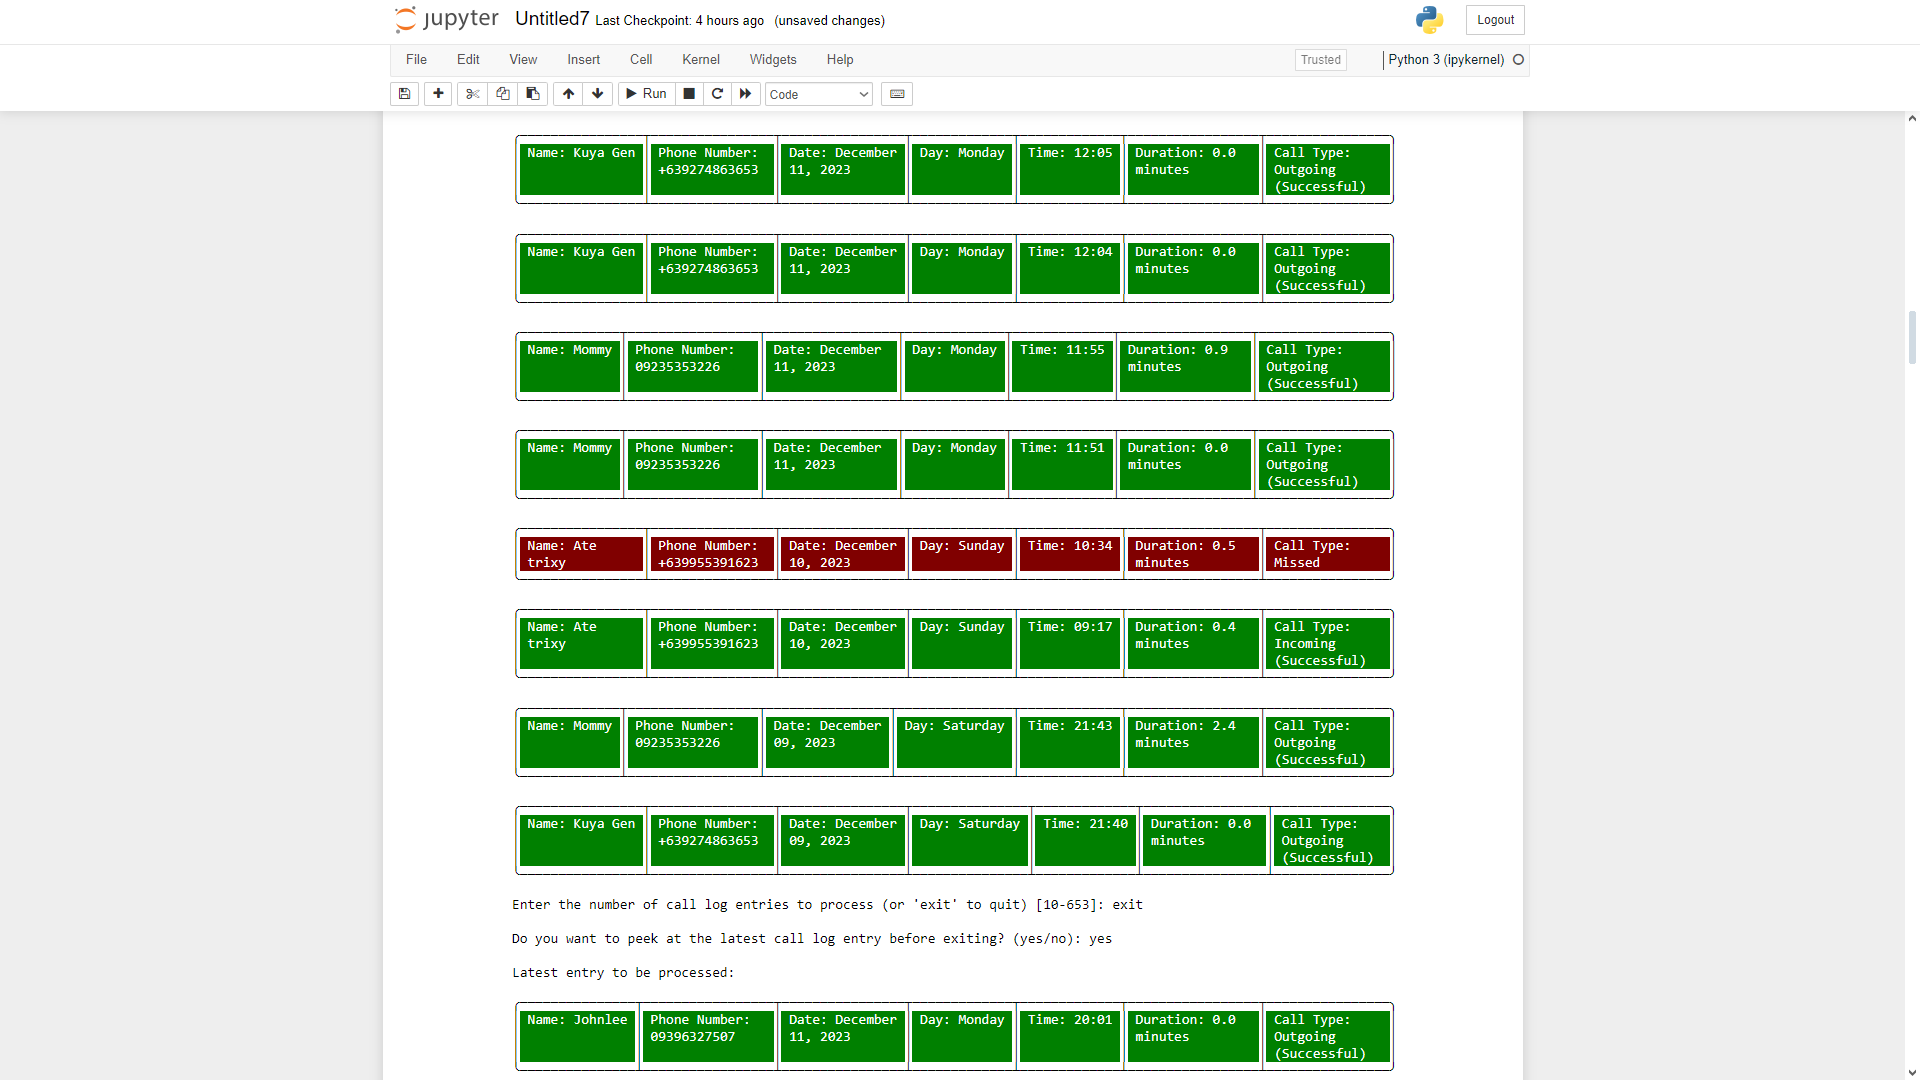 jupyter Untitled7 Last Checkpoint: 4 hours ago (unsaved changes) Logout
File Edit View Insert Cell Kernel Widgets Help Trusted Python 3 (ipykernel)
Run Code
Name: Kuya Gen Phone Number: Date: December Day: Monday Time: 12:05 Duration: 0.0 Call Type:
+639274863653 11, 2023 minutes Outgoing
(Successful)
Name: Kuya Gen Phone Number: Date: December Day: Monday Time: 12:04 Duration: 0.0 Call Type:
+639274863653 11, 2023 minutes Outgoing
(Successful)
Name: Mommy Phone Number: Date: December Day: Monday Time: 11:55 Duration: 0.9 Call Type:
09235353226 11, 2023 minutes Outgoing
(Successful)
Name: Mommy Phone Number: Date: December Day: Monday Time: 11:51 Duration: 0.0 Call Type:
09235353226 11, 2023 minutes Outgoing
(Successful)
Name: Ate Phone Number: Date: December Day: Sunday Time: 10:34 Duration: 0.5 Call Type:
trixy +639955391623 10, 2023 minutes Missed
Name: Ate Phone Number: Date: December Day: Sunday Time: 09:17 Duration: 0.4 Call Type:
trixy +639955391623 10, 2023 minutes Incoming
(Successful)
Name: Mommy Phone Number: Date: December Day: Saturday Time: 21:43 Duration: 2.4 Call Type:
09235353226 09, 2023 minutes Outgoing
(Successful)
Name: Kuya Gen Phone Number: Date: December Day: Saturday Time: 21:40 Duration: 0.0 Call Type:
+639274863653 09, 2023 minutes Outgoing
(Successful)
Enter the number of call log entries to process (or 'exit' to quit) [10-653]: exit
Do you want to peek at the latest call log entry before exiting? (yes/no): yes
Latest entry to be processed:
Name: Johnlee Phone Number: Date: December Day: Monday Time: 20:01 Duration: 0.0 Call Type:
09396327507 11, 2023 minutes Outgoing
(Successful)